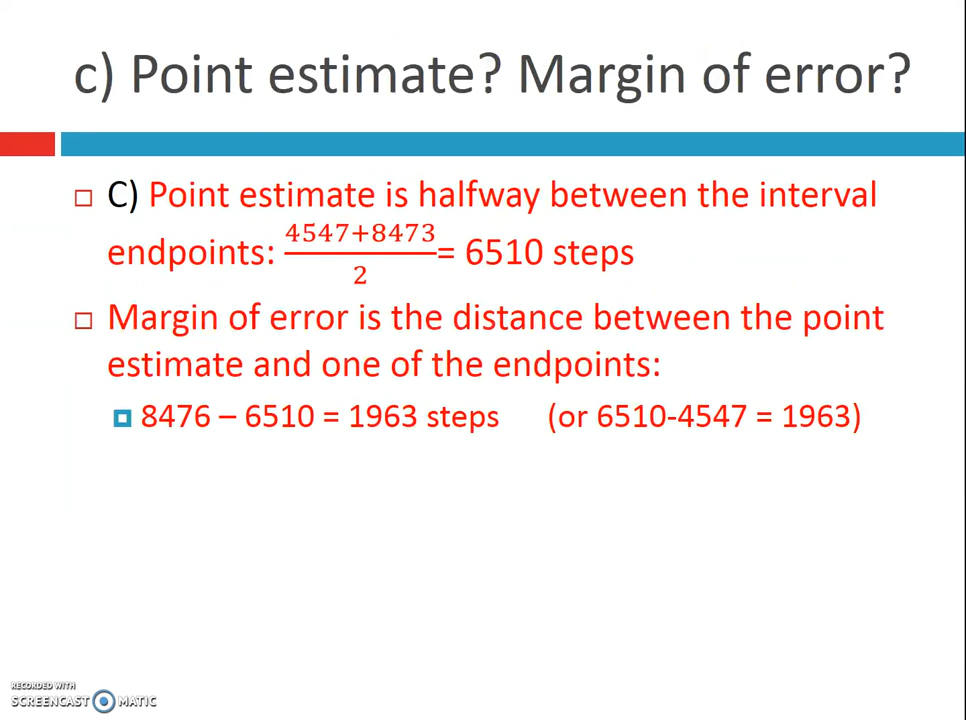 c) Point estimate? Margin of error?
C) Point estimate is halfway between the interval
endpoints: 4547+8473/2 = 6510 steps
Margin of error is the distance between the point
estimate and one of the endpoints:
8476 – 6510 = 1963 steps (or 6510-4547 = 1963)
RECORDED WITH
SCREENCAST MATIC